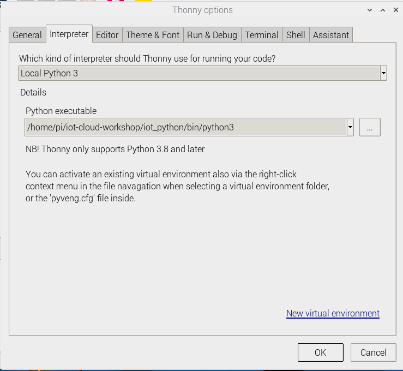 Thonny options
General Interpreter Editor Theme & Font Run & Debug Terminal Shell Assistant
Which kind of interpreter should Thonny use for running your code?
Local Python 3
Details
Python executable
/home/pi/iot-cloud-workshop/iot_python/bin/python3
...
NB! Thonny only supports Python 3.8 and later
You can activate an existing virtual environment also via the right-click
context menu in the file navagation when selecting a virtual environment folder,
or the 'pyveng.cfg' file inside.
New virtual environment
OK Cancel